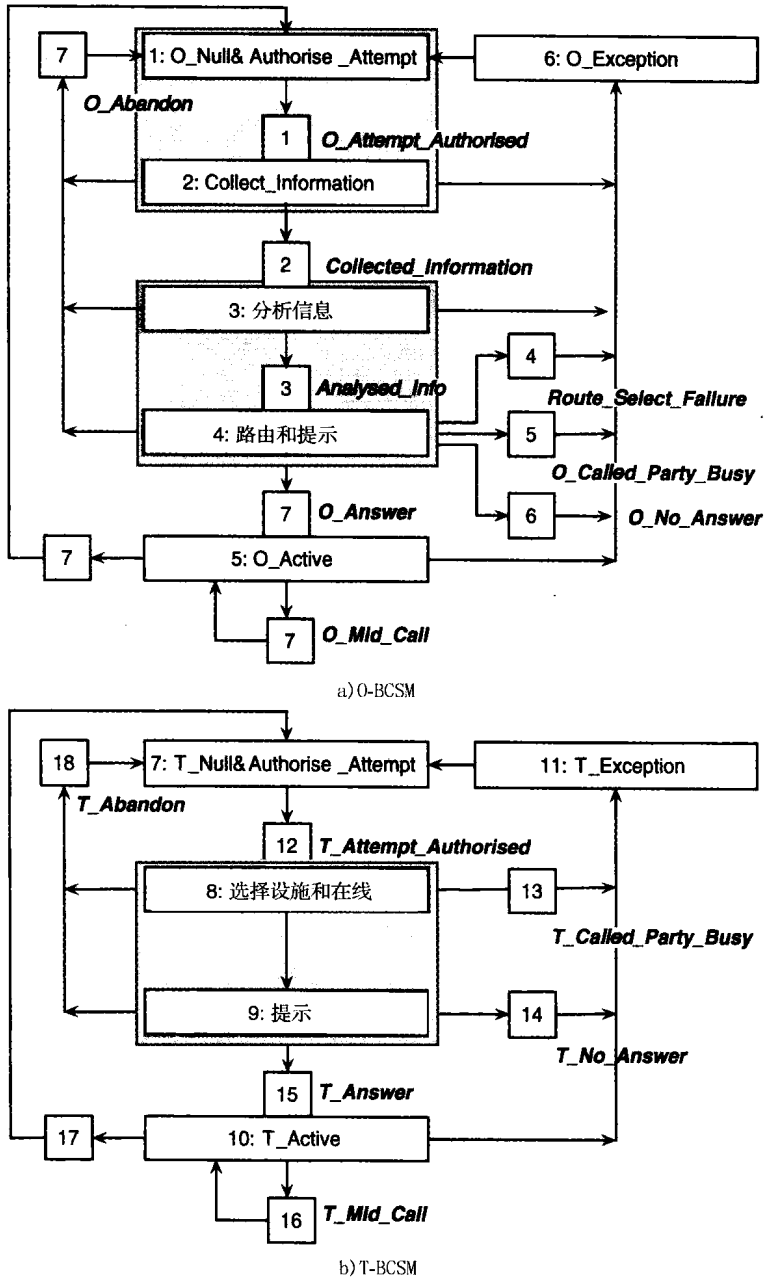 7
1: O_Null& Authorise _Attempt
6: O_Exception
O_Abandon
1
O_Attempt_Authorised
2: Collect_Information
2
Collected_Information
3: 分析信息
3
Analysed_Info
4
Route_Select_Failure
4: 路由和提示
5
O_Called_Party_Busy
7
O_Answer
6
O_No_Answer
7
5: O_Active
7
O_Mid_Call
a)O-BCSM
18
7: T_Null& Authorise _Attempt
11: T_Exception
T_Abandon
12
T_Attempt_Authorised
8: 选择设施和在线
13
T_Called_Party_Busy
9: 提示
14
T_No_Answer
15
T_Answer
17
10: T_Active
16
T_Mid_Call
b)T-BCSM